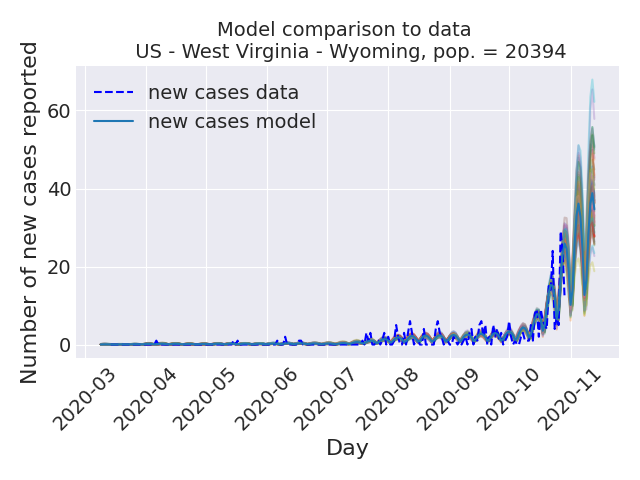 Model comparison to data
US - West Virginia - Wyoming, pop. = 20394
new cases data
new cases model
Number of new cases reported
60
40
20
0
2020-03
2020-04
2020-05
2020-06
2020-07
2020-08
2020-09
2020-10
2020-11
Day